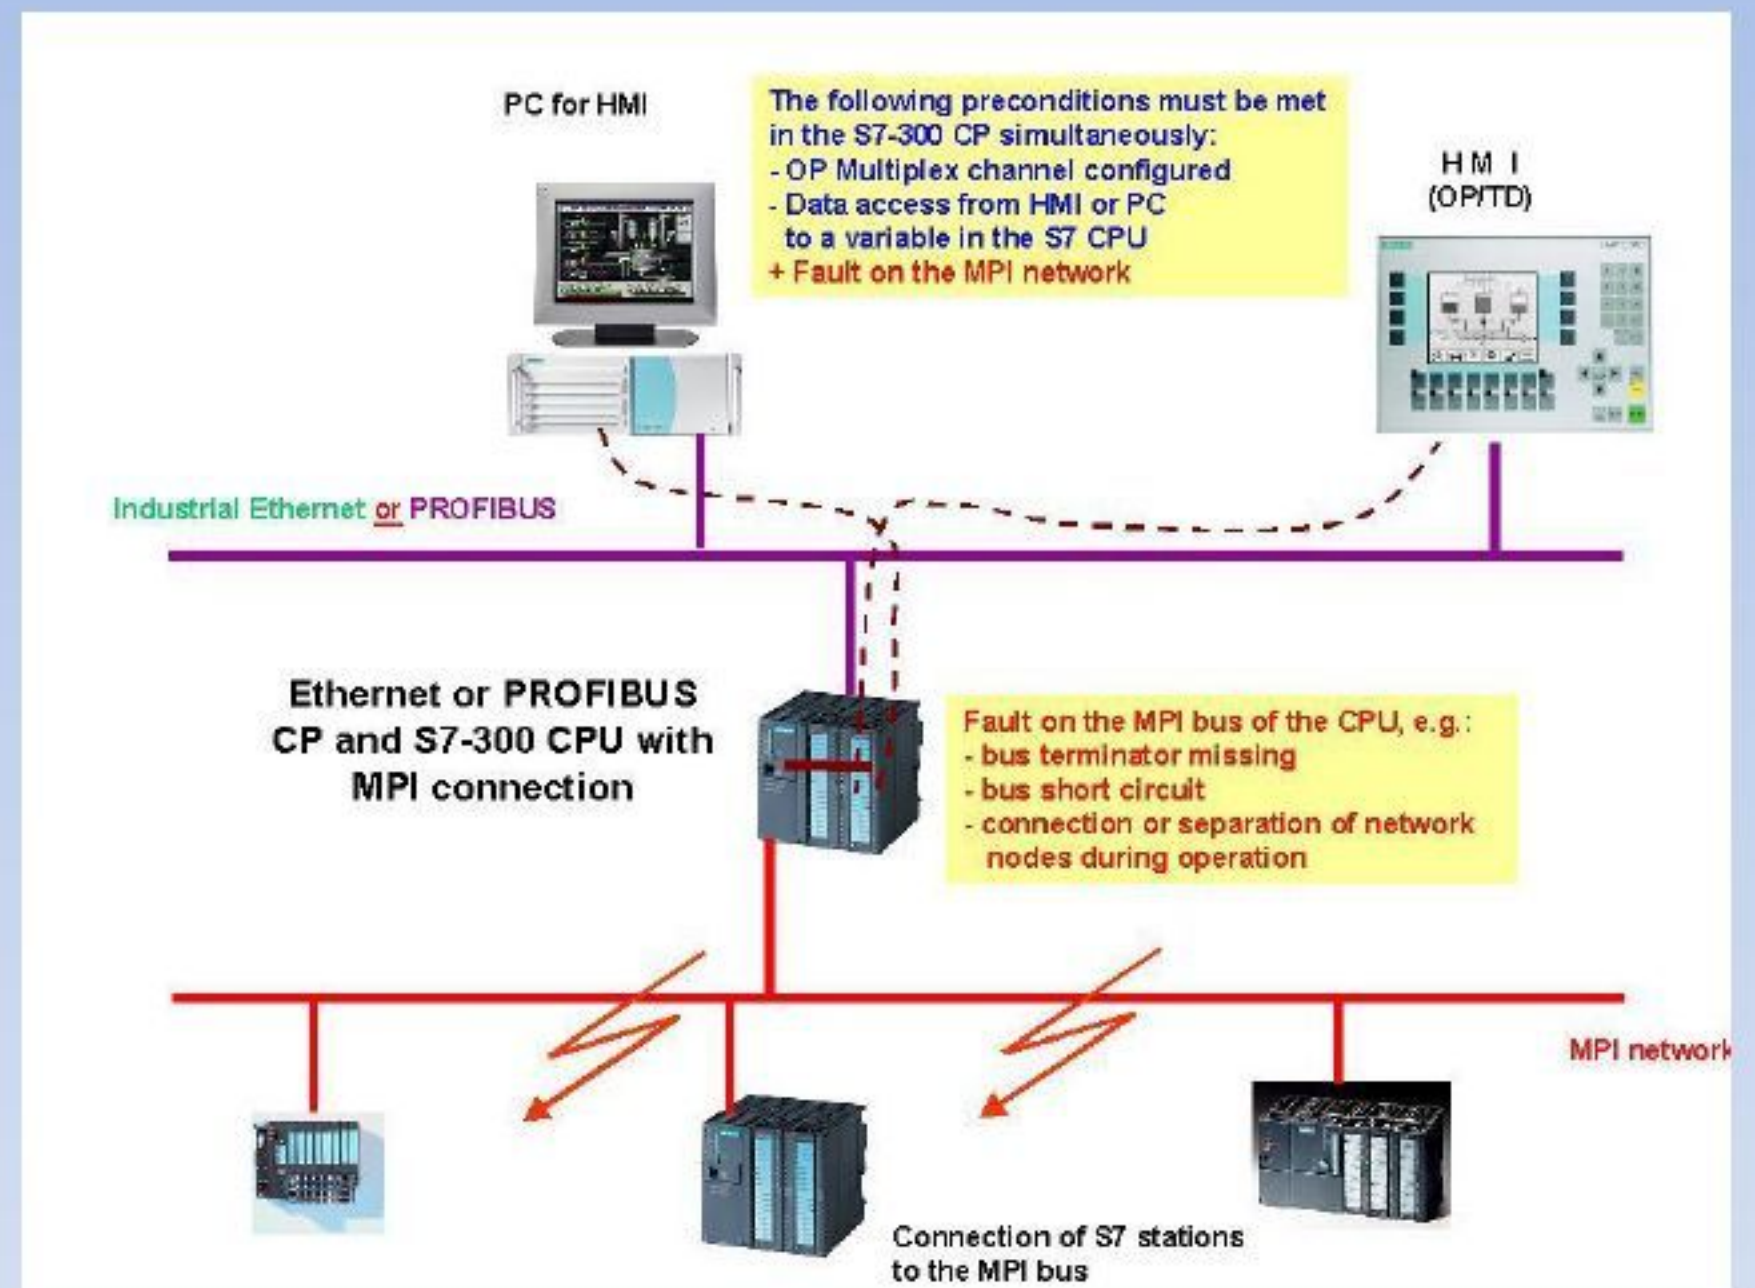 PC for HMI
The following preconditions must be met
in the S7-300 CP simultaneously:
- OP Multiplex channel configured
- Data access from HMI or PC
to a variable in the S7 CPU
+ Fault on the MPI network
H M I
(OP/TD)
Industrial Ethernet or PROFIBUS
Ethernet or PROFIBUS
CP and S7-300 CPU with
MPI connection
Fault on the MPI bus of the CPU, e.g.:
- bus terminator missing
- bus short circuit
- connection or separation of network
nodes during operation
MPI network
Connection of S7 stations
to the MPI bus